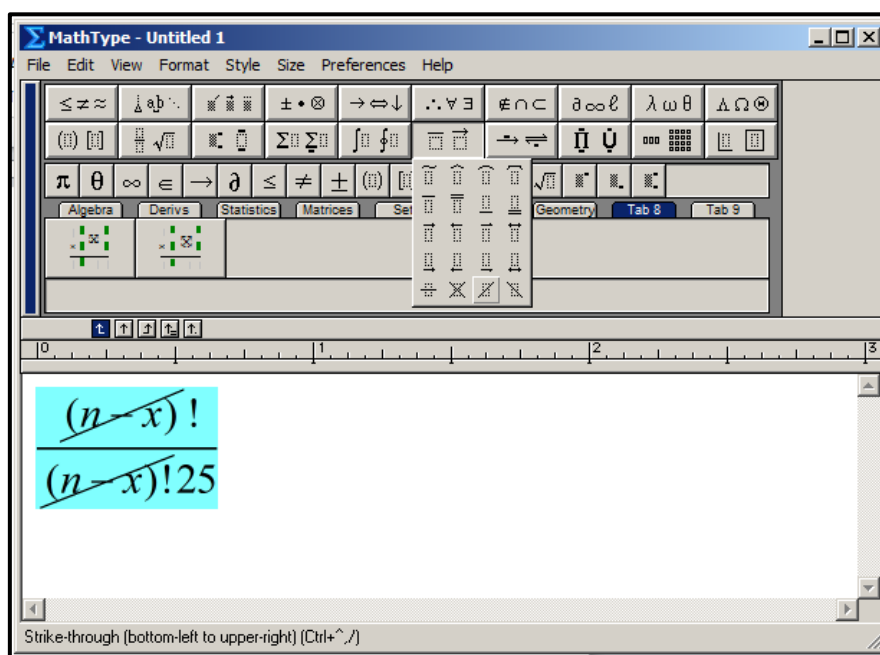 MathType - Untitled 1
File Edit View Format Style Size Preferences Help
≤ ≠ ≈ ± • ⊗ → ⇔ ↓ ∴ ∀ ∃ ∉ ∩ ⊂ ∂ ∞ ℓ λ ω θ Λ Ω Θ
π θ ∞ ∈ → ∂ ≤ ≠ ±
Algebra Derivs Statistics Matrices Set Geometry Tab 8 Tab 9
0 1 2 3
(n − x) !
(n − x)!25
Strike-through (bottom-left to upper-right) (Ctrl+^,/)